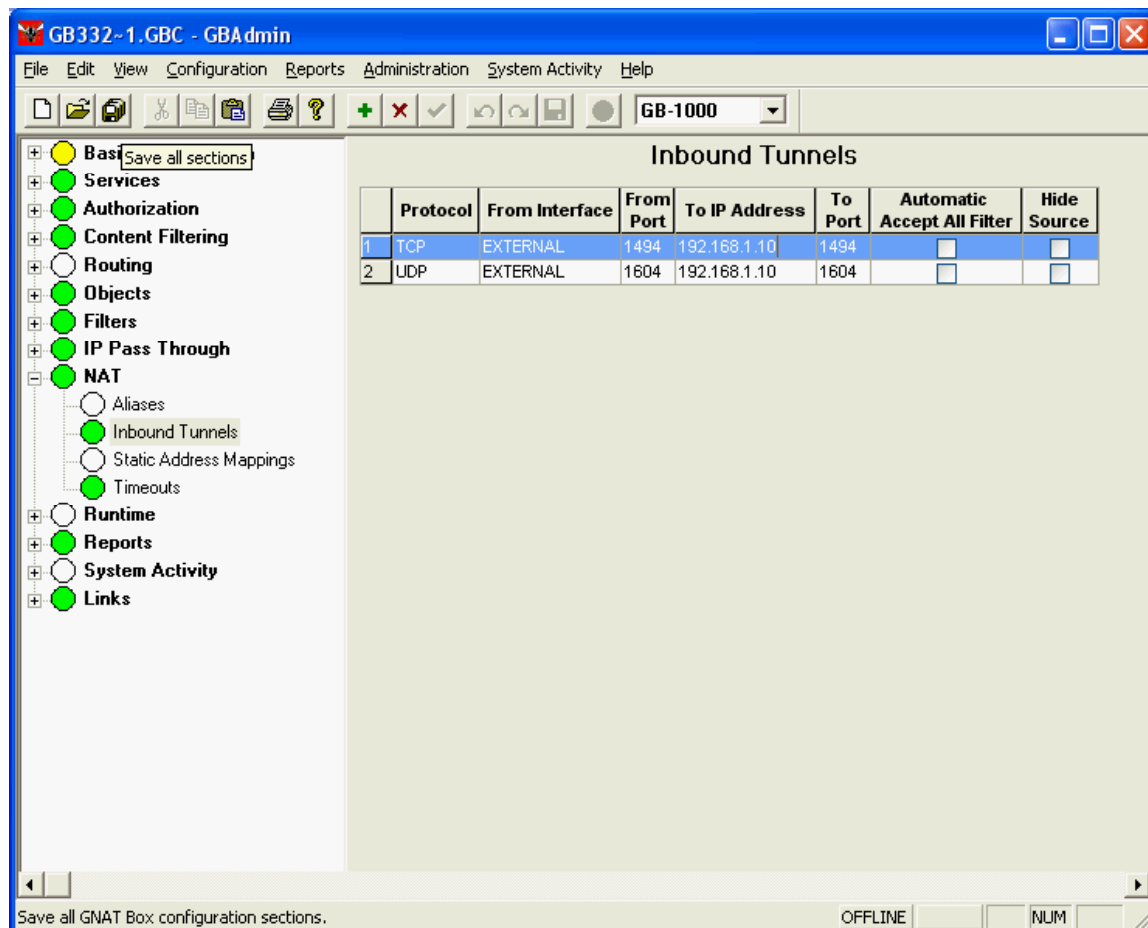 GB332~1.GBC - GBAdmin
File Edit View Configuration Reports Administration System Activity Help
GB-1000
Basi
Save all sections
Services
Authorization
Content Filtering
Routing
Objects
Filters
IP Pass Through
NAT
Aliases
Inbound Tunnels
Static Address Mappings
Timeouts
Runtime
Reports
System Activity
Links
Inbound Tunnels
Protocol From Interface From Port To IP Address To Port Automatic Accept All Filter Hide Source
1 TCP EXTERNAL 1494 192.168.1.10 1494
2 UDP EXTERNAL 1604 192.168.1.10 1604
Save all GNAT Box configuration sections. OFFLINE NUM